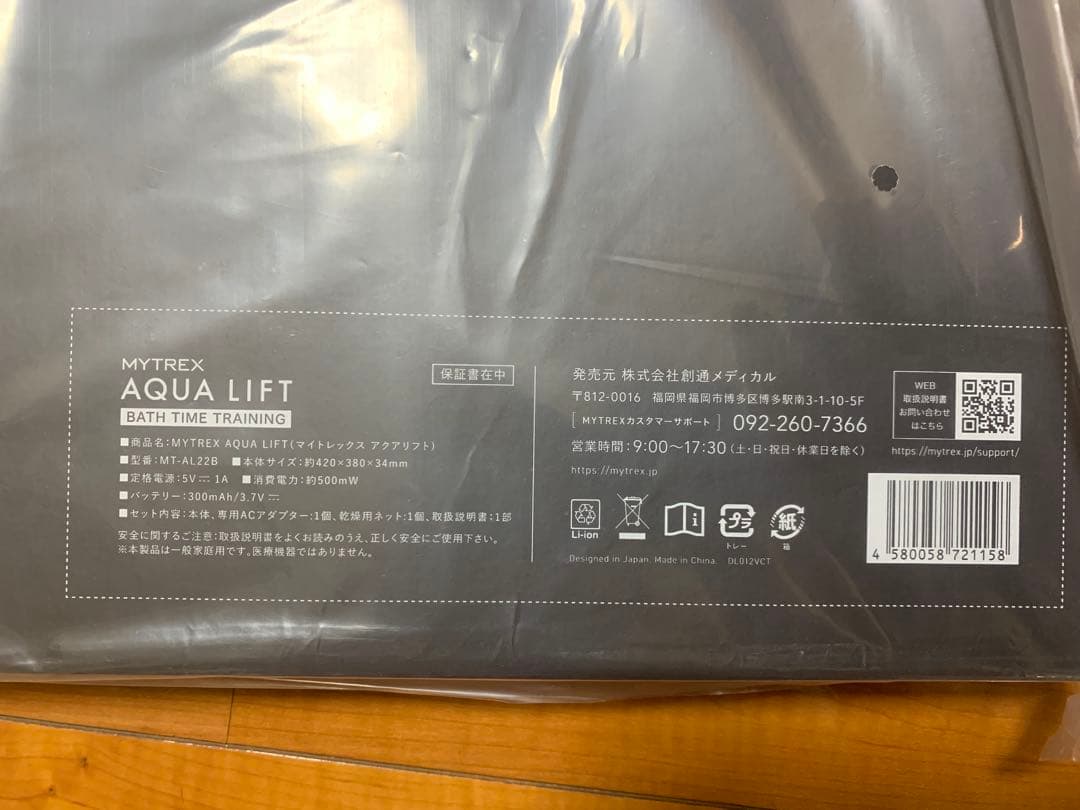 MYTREX
AQUA LIFT
BATH TIME TRAINING
保証書在中
■商品名:MYTREX AQUA LIFT(マイトレックス アクアリフト)
■型番:MT-AL22B ■本体サイズ:約420×380×34mm
■定格電源:5V⎓1A ■消費電力:約500mW
■バッテリー:300mAh/3.7V⎓
■セット内容:本体、専用ACアダプター:1個、乾燥用ネット:1個、取扱説明書:1部
安全に関するご注意:取扱説明書をよくお読みのうえ、正しく安全にご使用下さい。
※本製品は一般家庭用です。医療機器ではありません。
発売元 株式会社創通メディカル
〒812-0016 福岡県福岡市博多区博多駅南3-1-10-5F
[MYTREXカスタマーサポート] 092-260-7366
営業時間:9:00〜17:30(土・日・祝日・休業日を除く)
https://mytrex.jp
Li-ion
プラ
トレー
紙
箱
Designed in Japan. Made in China. DL012VCT
WEB
取扱説明書
お問い合わせ
はこちら
https://mytrex.jp/support/
4 580058 721158